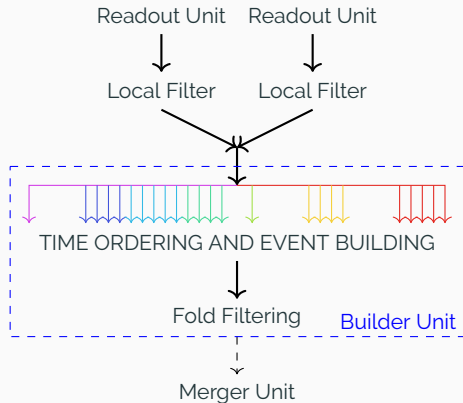 Readout Unit Readout Unit
Local Filter Local Filter
TIME ORDERING AND EVENT BUILDING
Fold Filtering
Builder Unit
Merger Unit